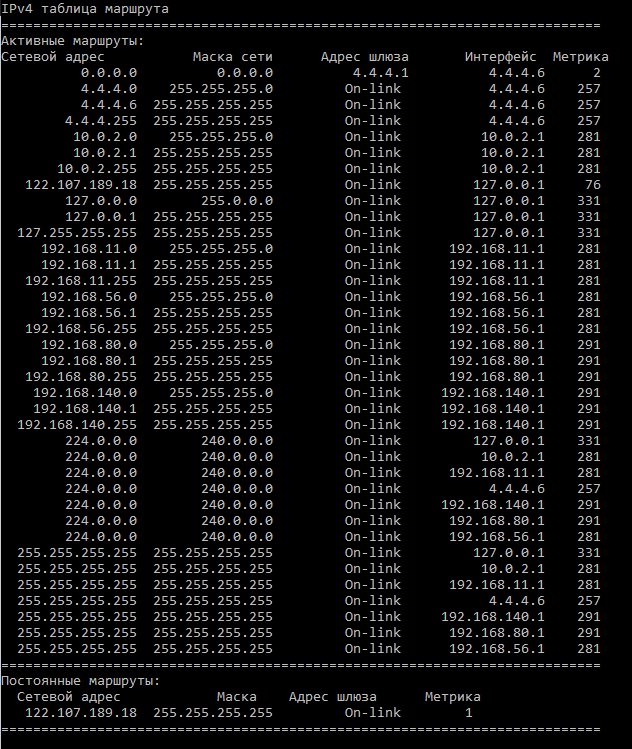 IPv4 таблица маршрута
===========================================================================
Активные маршруты:
Сетевой адрес           Маска сети      Адрес шлюза       Интерфейс  Метрика
          0.0.0.0          0.0.0.0          4.4.4.1          4.4.4.6      2
          4.4.4.0    255.255.255.0         On-link           4.4.4.6    257
          4.4.4.6  255.255.255.255         On-link           4.4.4.6    257
        4.4.4.255  255.255.255.255         On-link           4.4.4.6    257
         10.0.2.0    255.255.255.0         On-link          10.0.2.1    281
         10.0.2.1  255.255.255.255         On-link          10.0.2.1    281
       10.0.2.255  255.255.255.255         On-link          10.0.2.1    281
   122.107.189.18  255.255.255.255         On-link         127.0.0.1     76
        127.0.0.0        255.0.0.0         On-link         127.0.0.1    331
        127.0.0.1  255.255.255.255         On-link         127.0.0.1    331
  127.255.255.255  255.255.255.255         On-link         127.0.0.1    331
     192.168.11.0    255.255.255.0         On-link      192.168.11.1    281
     192.168.11.1  255.255.255.255         On-link      192.168.11.1    281
   192.168.11.255  255.255.255.255         On-link      192.168.11.1    281
     192.168.56.0    255.255.255.0         On-link      192.168.56.1    281
     192.168.56.1  255.255.255.255         On-link      192.168.56.1    281
   192.168.56.255  255.255.255.255         On-link      192.168.56.1    281
     192.168.80.0    255.255.255.0         On-link      192.168.80.1    291
     192.168.80.1  255.255.255.255         On-link      192.168.80.1    291
   192.168.80.255  255.255.255.255         On-link      192.168.80.1    291
    192.168.140.0    255.255.255.0         On-link     192.168.140.1    291
    192.168.140.1  255.255.255.255         On-link     192.168.140.1    291
  192.168.140.255  255.255.255.255         On-link     192.168.140.1    291
        224.0.0.0        240.0.0.0         On-link         127.0.0.1    331
        224.0.0.0        240.0.0.0         On-link          10.0.2.1    281
        224.0.0.0        240.0.0.0         On-link      192.168.11.1    281
        224.0.0.0        240.0.0.0         On-link           4.4.4.6    257
        224.0.0.0        240.0.0.0         On-link     192.168.140.1    291
        224.0.0.0        240.0.0.0         On-link      192.168.80.1    291
        224.0.0.0        240.0.0.0         On-link      192.168.56.1    281
  255.255.255.255  255.255.255.255         On-link         127.0.0.1    331
  255.255.255.255  255.255.255.255         On-link          10.0.2.1    281
  255.255.255.255  255.255.255.255         On-link      192.168.11.1    281
  255.255.255.255  255.255.255.255         On-link           4.4.4.6    257
  255.255.255.255  255.255.255.255         On-link     192.168.140.1    291
  255.255.255.255  255.255.255.255         On-link      192.168.80.1    291
  255.255.255.255  255.255.255.255         On-link      192.168.56.1    281
===========================================================================
Постоянные маршруты:
  Сетевой адрес            Маска    Адрес шлюза      Метрика
   122.107.189.18  255.255.255.255         On-link        1
===========================================================================